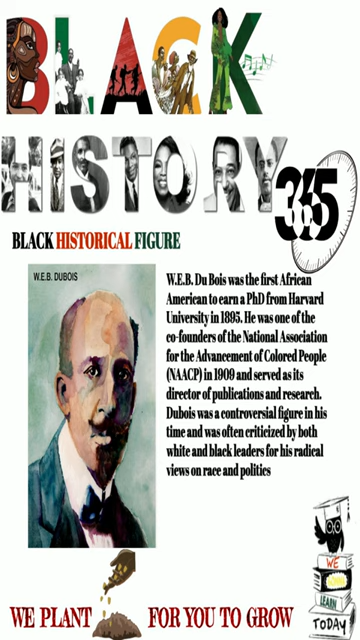 BLACK
HISTORY
365
BLACK HISTORICAL FIGURE
W.E.B. DUBOIS
W.E.B. Du Bois was the first African
American to earn a PhD from Harvard
University in 1895. He was one of the
co-founders of the National Association
for the Advancement of Colored People
(NAACP) in 1909 and served as its
director of publications and research.
Dubois was a controversial figure in his
time and was often criticized by both
white and black leaders for his radical
views on race and polities
WE
LEARN
TODAY
WE PLANT FOR YOU TO GROW